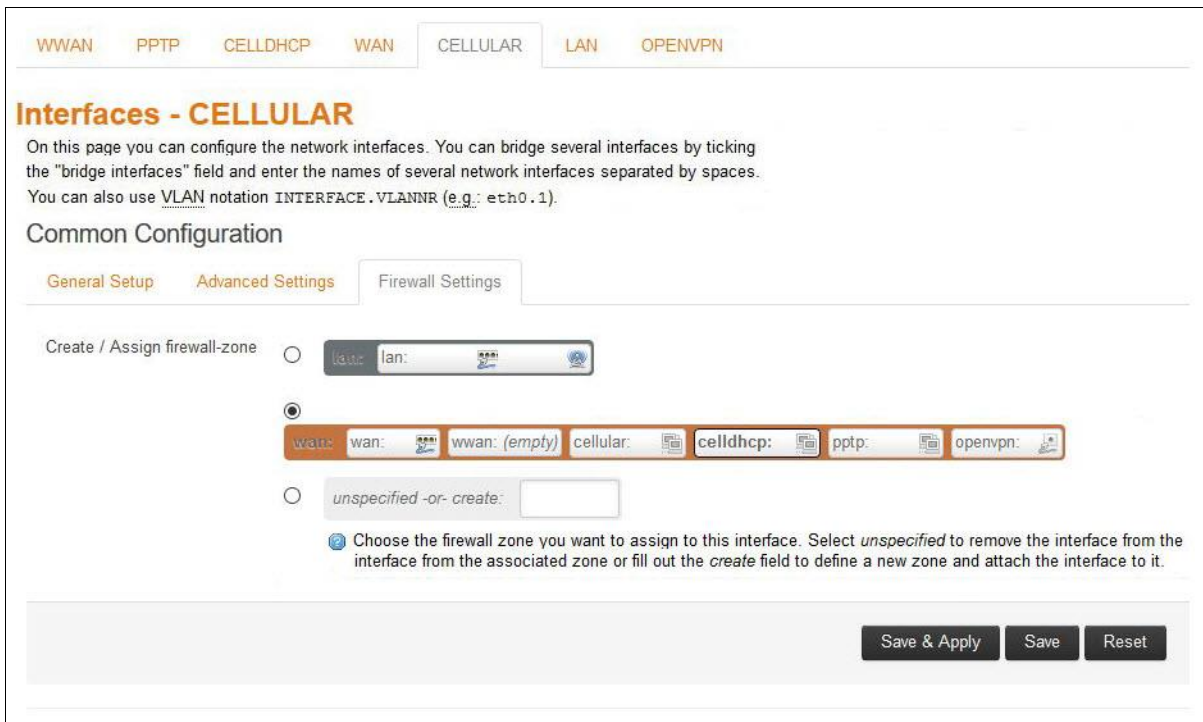 WWAN PPTP CELLDHCP WAN CELLULAR LAN OPENVPN
Interfaces - CELLULAR
On this page you can configure the network interfaces. You can bridge several interfaces by ticking
the "bridge interfaces" field and enter the names of several network interfaces separated by spaces.
You can also use VLAN notation INTERFACE.VLANNR (e.g.: eth0.1).
Common Configuration
General Setup Advanced Settings Firewall Settings
Create / Assign firewall-zone
lan: lan:
wan: wan: wwan: (empty) cellular: celldhcp: pptp: openvpn:
unspecified -or- create:
Choose the firewall zone you want to assign to this interface. Select unspecified to remove the interface from the
interface from the associated zone or fill out the create field to define a new zone and attach the interface to it.
Save & Apply Save Reset